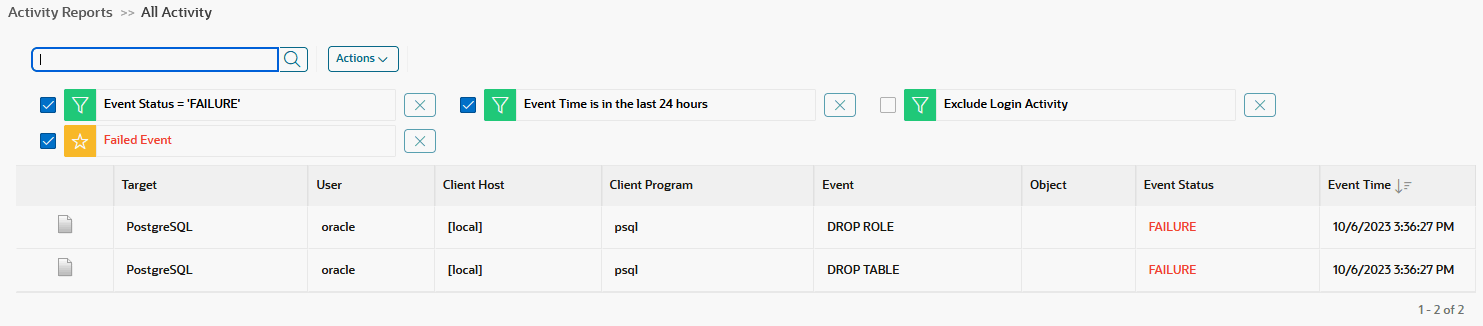 Activity Reports >> All Activity
Actions
Event Status = 'FAILURE' Event Time is in the last 24 hours Exclude Login Activity
Failed Event
Target User Client Host Client Program Event Object Event Status Event Time
PostgreSQL oracle [local] psql DROP ROLE FAILURE 10/6/2023 3:36:27 PM
PostgreSQL oracle [local] psql DROP TABLE FAILURE 10/6/2023 3:36:27 PM
1 - 2 of 2